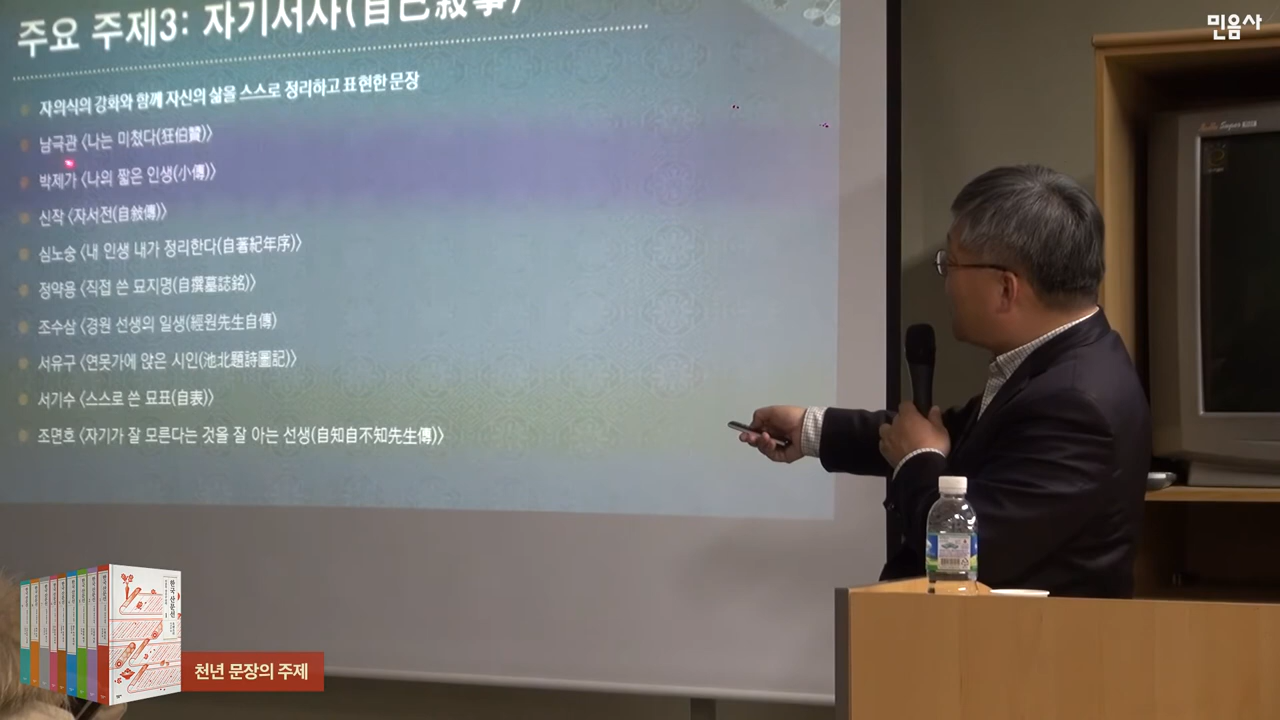 민음사
주요 주제3: 자기서사(自己敍事)
자의식의 강화와 함께 자신의 삶을 스스로 정리하고 표현한 문장
남극관 〈나는 미쳤다(狂伯贊)〉
박제가 〈나의 짧은 인생(小傳)〉
신작 〈자서전(自敍傳)〉
심노숭 〈내 인생 내가 정리한다(自著紀年序)〉
정약용 〈직접 쓴 묘지명(自撰墓誌銘)〉
조수삼 〈경원 선생의 일생(經原先生自傳)
서유구 〈연못가에 앉은 시인(池北題詩圖記)〉
서기수 〈스스로 쓴 묘표(自表)〉
조면호 〈자기가 잘 모른다는 것을 잘 아는 선생(自知自不知先生傳)〉
한국 산문선
천년 문장의 주제